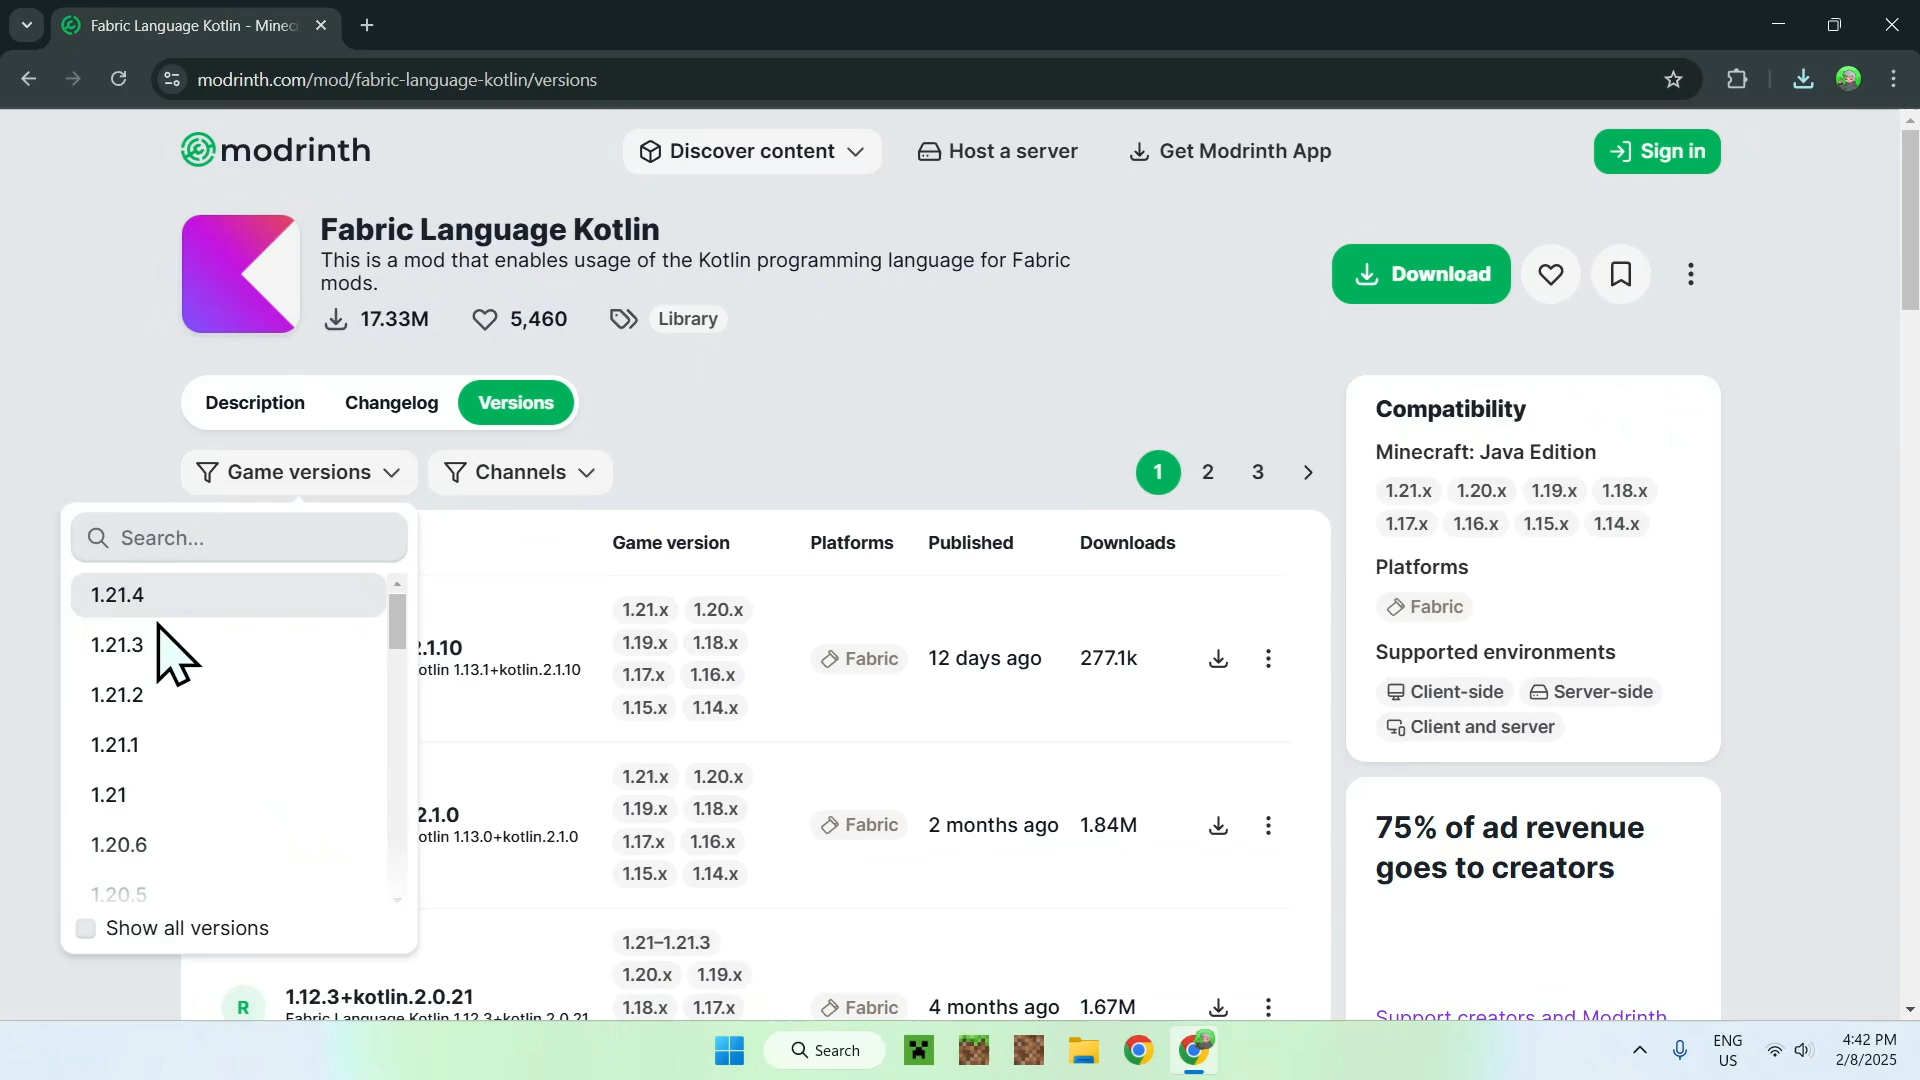 Fabric Language Kotlin - Minec
modrinth.com/mod/fabric-language-kotlin/versions
modrinth
Discover content
Host a server
Get Modrinth App
Sign in
Fabric Language Kotlin
This is a mod that enables usage of the Kotlin programming language for Fabric
mods.
17.33M
5,460
Library
Download
Description
Changelog
Versions
Game versions
Channels
1 2 3
Search...
1.21.4
1.21.3
1.21.2
1.21.1
1.21
1.20.6
1.20.5
Show all versions
Game version Platforms Published Downloads
2.1.10
otlin 1.13.1+kotlin.2.1.10
1.21.x 1.20.x
1.19.x 1.18.x
1.17.x 1.16.x
1.15.x 1.14.x
Fabric
12 days ago
277.1k
2.1.0
otlin 1.13.0+kotlin.2.1.0
1.21.x 1.20.x
1.19.x 1.18.x
1.17.x 1.16.x
1.15.x 1.14.x
Fabric
2 months ago
1.84M
R
1.12.3+kotlin.2.0.21
Fabric Language Kotlin 1.12.3+kotlin.2.0.21
1.21–1.21.3
1.20.x 1.19.x
1.18.x 1.17.x
Fabric
4 months ago
1.67M
Compatibility
Minecraft: Java Edition
1.21.x 1.20.x 1.19.x 1.18.x
1.17.x 1.16.x 1.15.x 1.14.x
Platforms
Fabric
Supported environments
Client-side Server-side
Client and server
75% of ad revenue
goes to creators
Support creators and Modrinth
Search
ENG
US
4:42 PM
2/8/2025